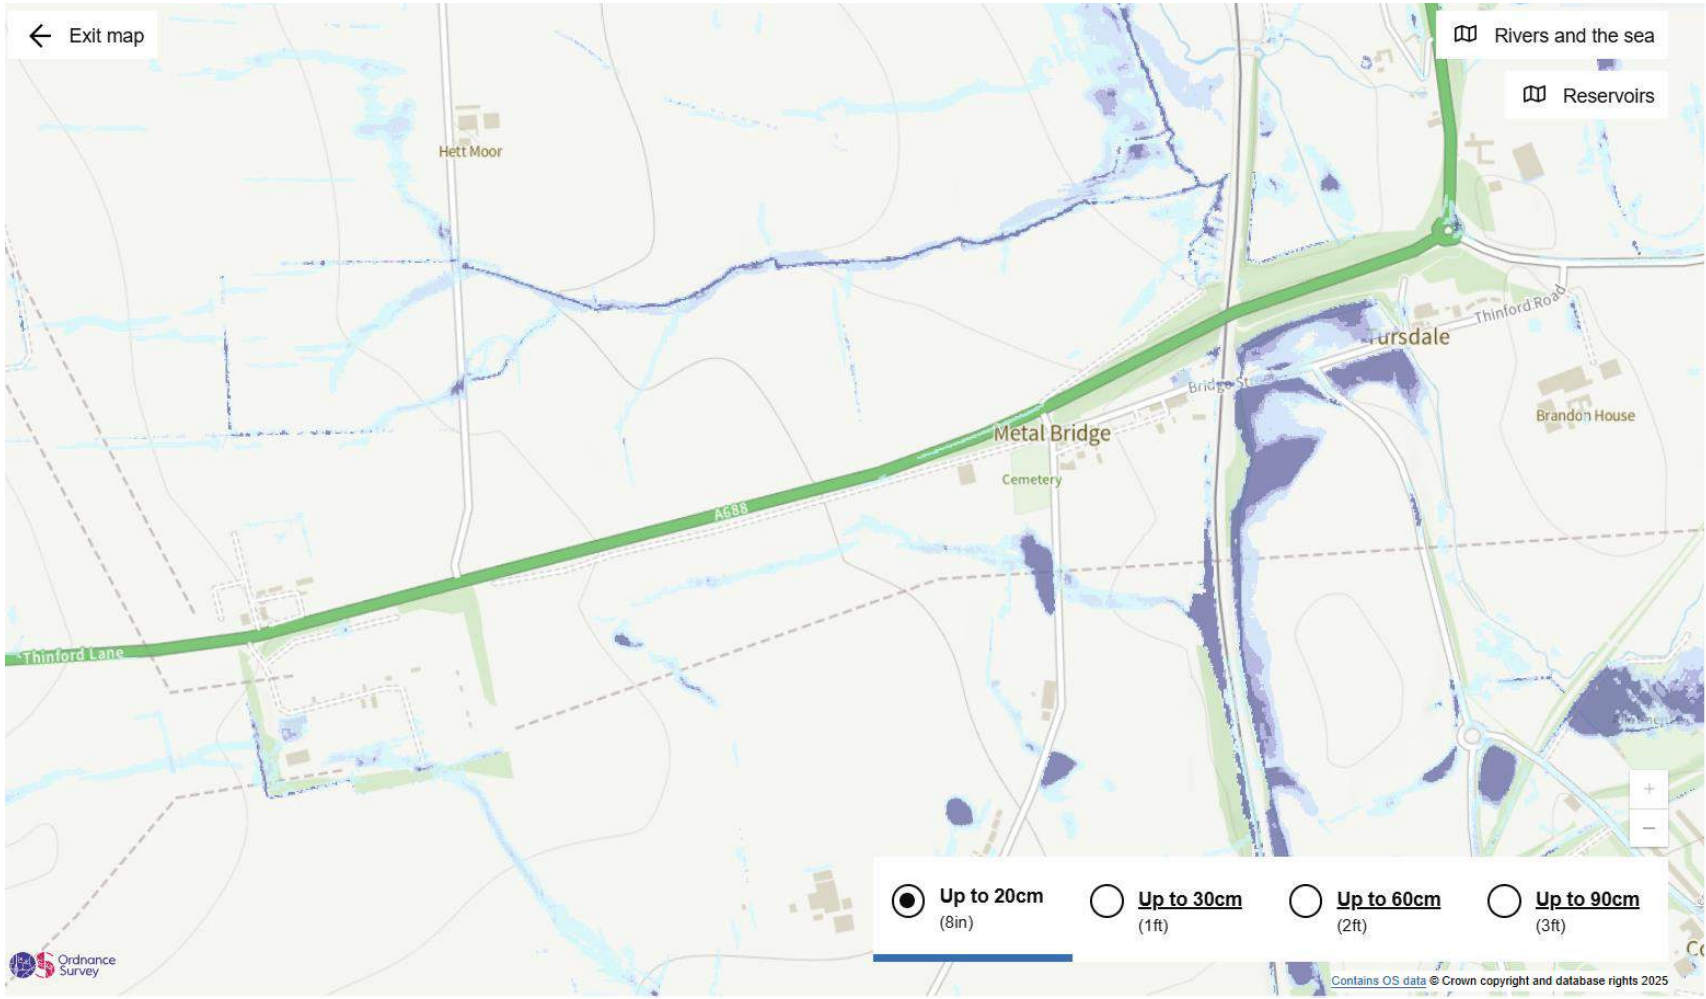 Exit map
Rivers and the sea
Reservoirs
Hett Moor
Thinford Road
Tursdale
Bridge St
Brandon House
Metal Bridge
Cemetery
A688
Thinford Lane
Up to 20cm
(8in)
Up to 30cm
(1ft)
Up to 60cm
(2ft)
Up to 90cm
(3ft)
+
−
OS Ordnance
Survey
Contains OS data © Crown copyright and database rights 2025